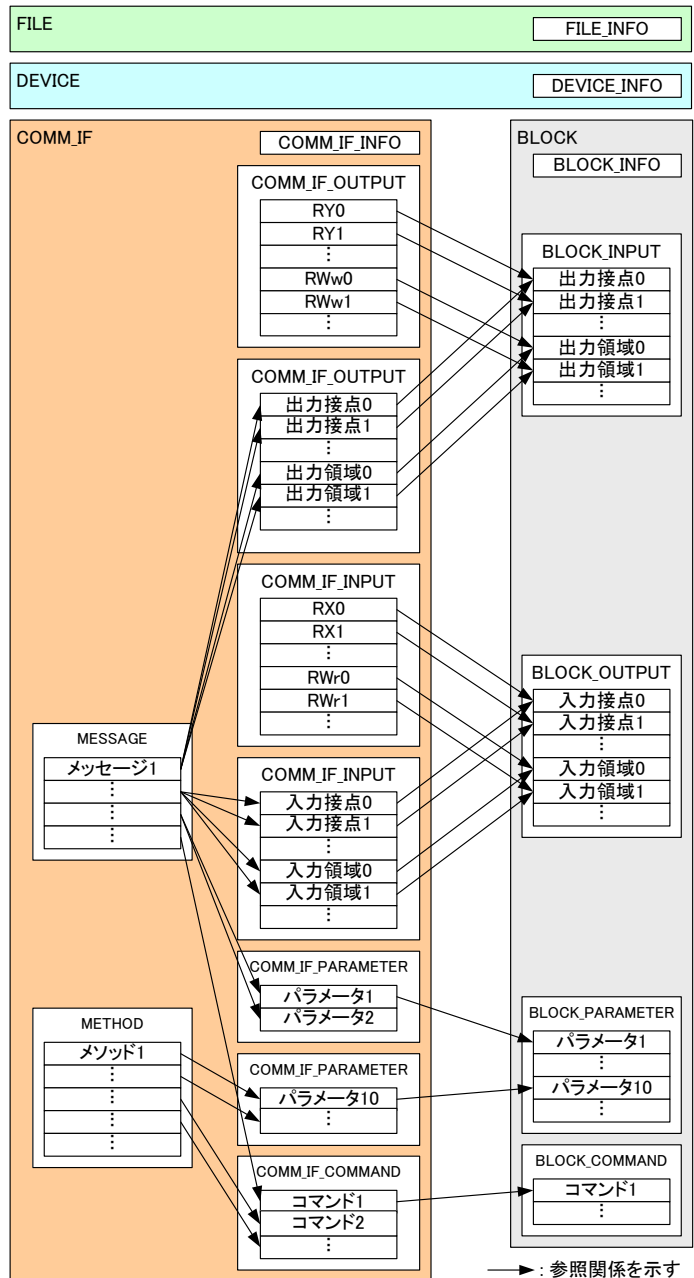 FILE
FILE_INFO
DEVICE
DEVICE_INFO
COMM_IF
COMM_IF_INFO
COMM_IF_OUTPUT
RY0
RY1
⋮
RWw0
RWw1
⋮
COMM_IF_OUTPUT
出力接点0
出力接点1
⋮
出力領域0
出力領域1
⋮
COMM_IF_INPUT
RX0
RX1
⋮
RWr0
RWr1
⋮
MESSAGE
メッセージ1
⋮
⋮
⋮
COMM_IF_INPUT
入力接点0
入力接点1
⋮
入力領域0
入力領域1
⋮
COMM_IF_PARAMETER
パラメータ1
パラメータ2
METHOD
メソッド1
⋮
⋮
⋮
⋮
COMM_IF_PARAMETER
パラメータ10
⋮
COMM_IF_COMMAND
コマンド1
コマンド2
⋮
BLOCK
BLOCK_INFO
BLOCK_INPUT
出力接点0
出力接点1
⋮
出力領域0
出力領域1
⋮
BLOCK_OUTPUT
入力接点0
入力接点1
⋮
入力領域0
入力領域1
⋮
BLOCK_PARAMETER
パラメータ1
⋮
パラメータ10
⋮
BLOCK_COMMAND
コマンド1
⋮
：参照関係を示す